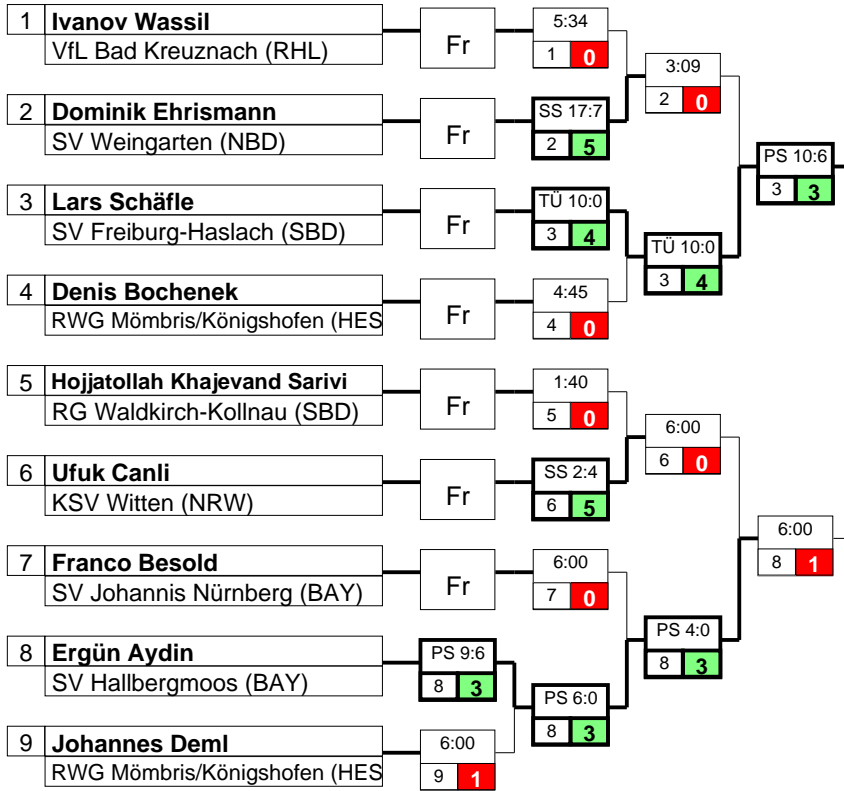 1 Ivanov Wassil
VfL Bad Kreuznach (RHL)
Fr
5:34
1 0
3:09
2 0
2 Dominik Ehrismann
SV Weingarten (NBD)
Fr
SS 17:7
2 5
PS 10:6
3 3
3 Lars Schäfle
SV Freiburg-Haslach (SBD)
Fr
TÜ 10:0
3 4
TÜ 10:0
3 4
4 Denis Bochenek
RWG Mömbris/Königshofen (HES
Fr
4:45
4 0
5 Hojjatollah Khajevand Sarivi
RG Waldkirch-Kollnau (SBD)
Fr
1:40
5 0
6:00
6 0
6 Ufuk Canli
KSV Witten (NRW)
Fr
SS 2:4
6 5
6:00
8 1
7 Franco Besold
SV Johannis Nürnberg (BAY)
Fr
6:00
7 0
PS 4:0
8 3
8 Ergün Aydin
SV Hallbergmoos (BAY)
PS 9:6
8 3
PS 6:0
8 3
9 Johannes Deml
RWG Mömbris/Königshofen (HES
6:00
9 1